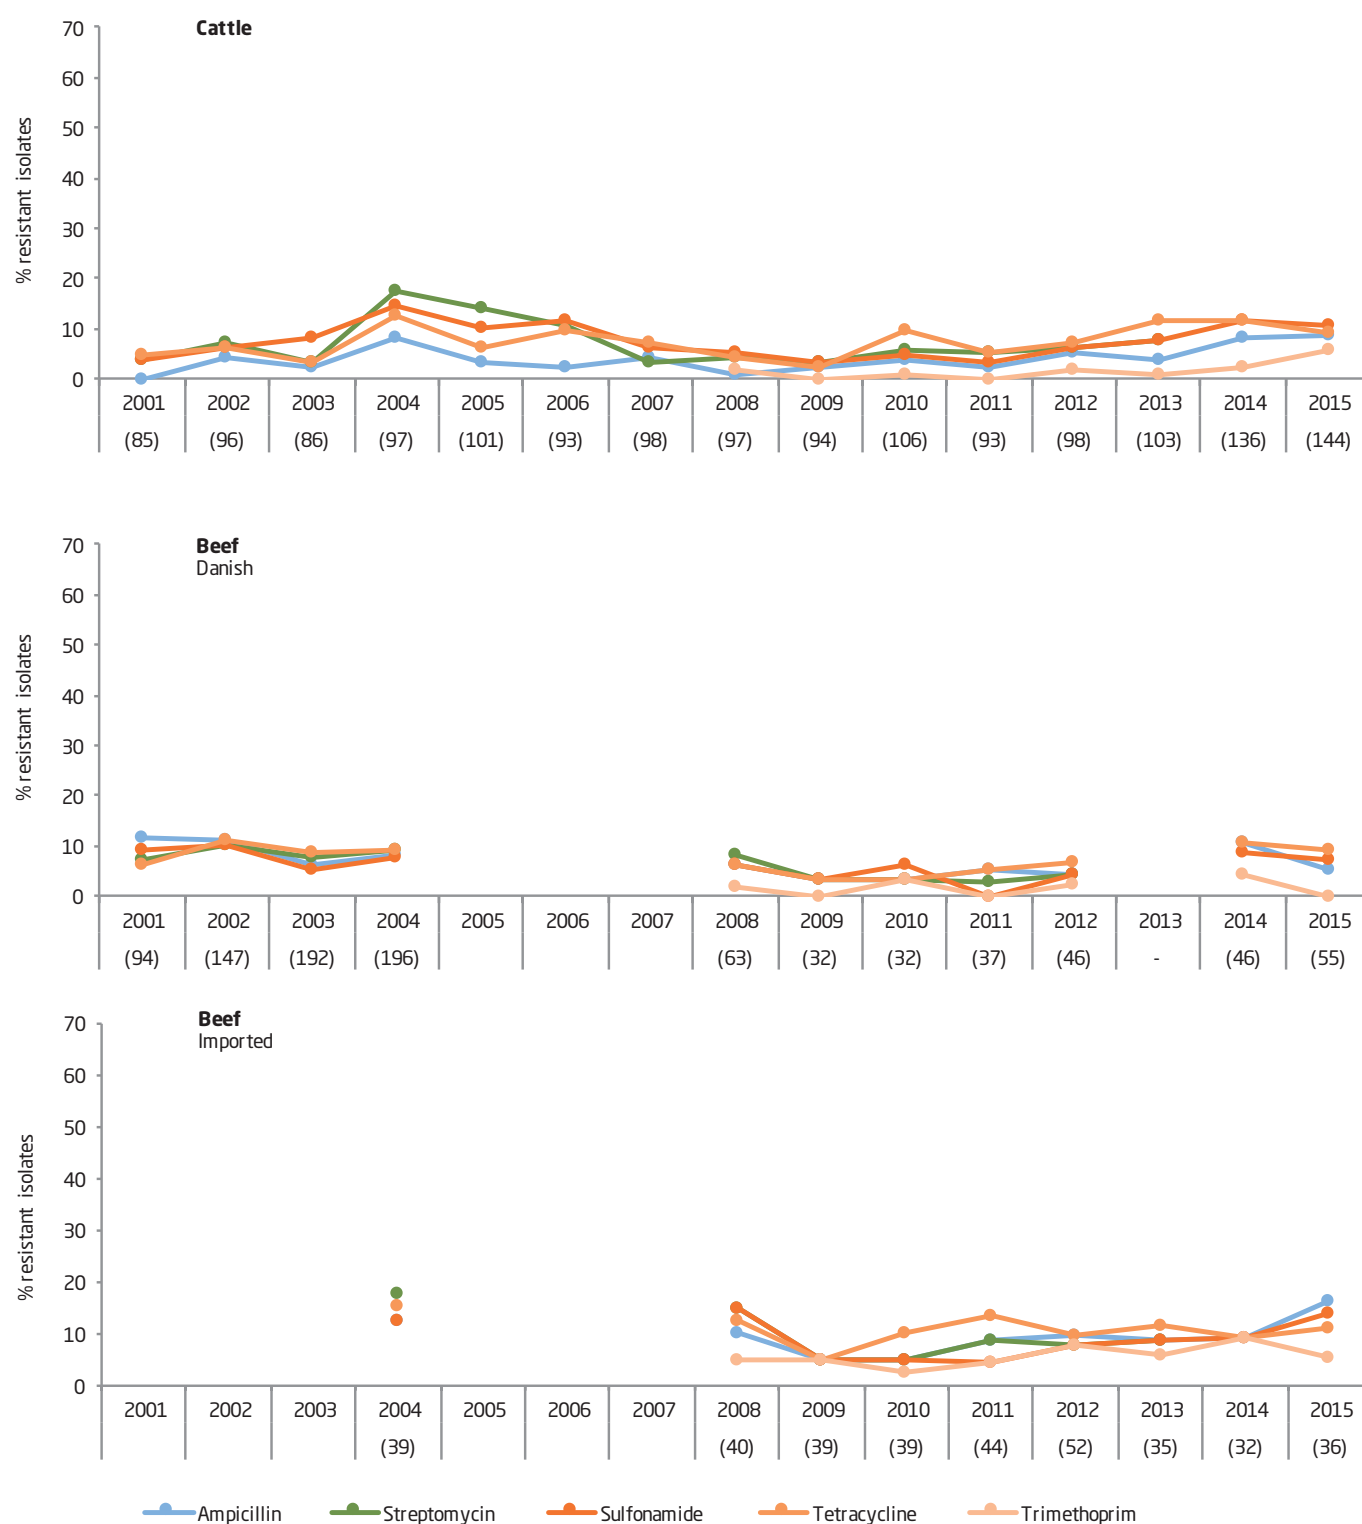 Cattle
% resistant isolates
70
60
50
40
30
20
10
0
2001 2002 2003 2004 2005 2006 2007 2008 2009 2010 2011 2012 2013 2014 2015
(85) (96) (86) (97) (101) (93) (98) (97) (94) (106) (93) (98) (103) (136) (144)
Beef
Danish
% resistant isolates
70
60
50
40
30
20
10
0
2001 2002 2003 2004 2005 2006 2007 2008 2009 2010 2011 2012 2013 2014 2015
(94) (147) (192) (196) (63) (32) (32) (37) (46) - (46) (55)
Beef
Imported
% resistant isolates
70
60
50
40
30
20
10
0
2001 2002 2003 2004 2005 2006 2007 2008 2009 2010 2011 2012 2013 2014 2015
(39) (40) (39) (39) (44) (52) (35) (32) (36)
Ampicillin Streptomycin Sulfonamide Tetracycline Trimethoprim